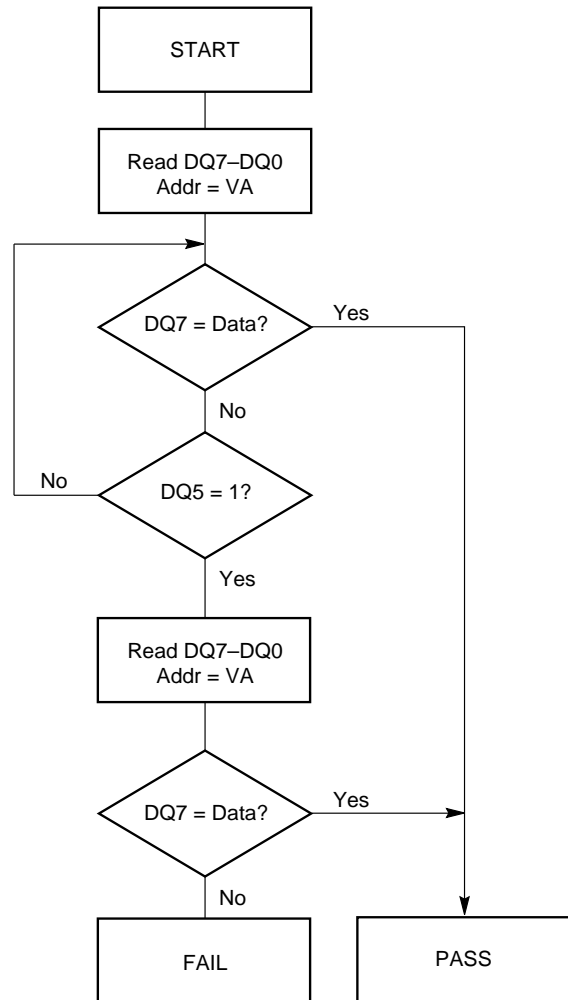 START
Read DQ7–DQ0
Addr = VA
DQ7 = Data?
Yes
No
No
DQ5 = 1?
Yes
Read DQ7–DQ0
Addr = VA
DQ7 = Data?
Yes
No
FAIL
PASS